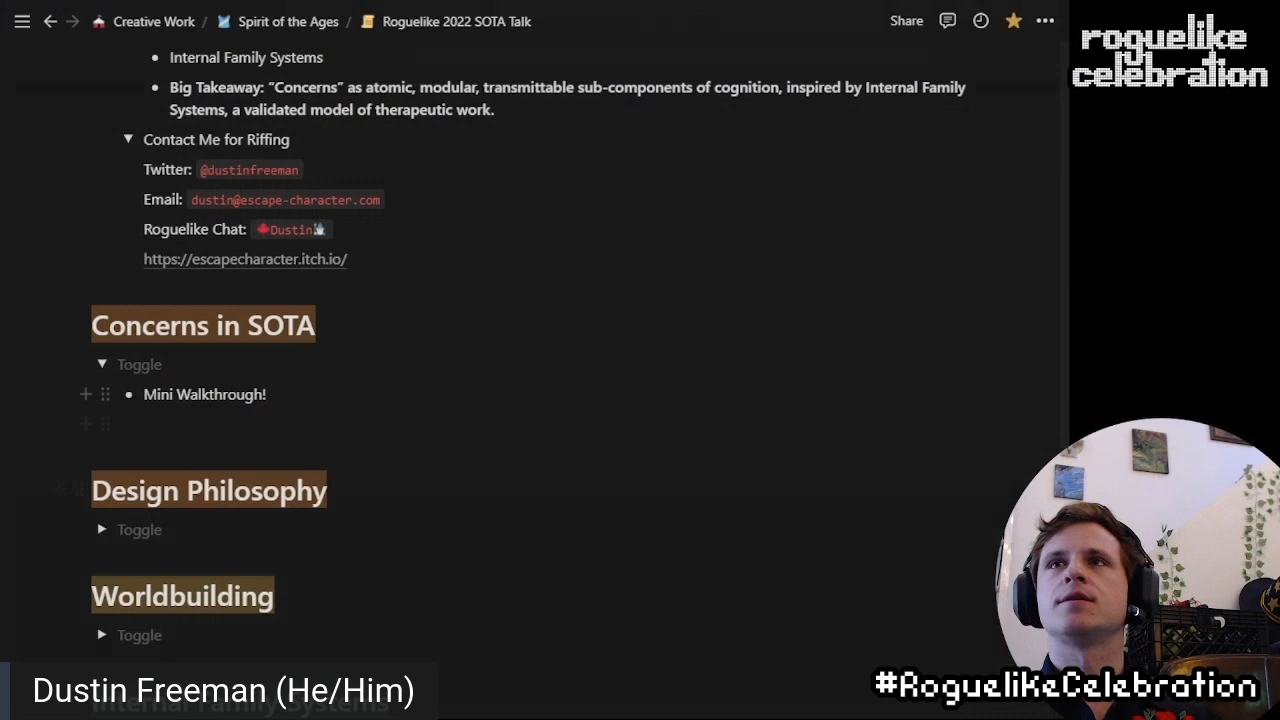 Creative Work / Spirit of the Ages / Roguelike 2022 SOTA Talk
Share
roguelike
celebration
Internal Family Systems
Big Takeaway: “Concerns” as atomic, modular, transmittable sub-components of cognition, inspired by Internal Family
Systems, a validated model of therapeutic work.
Contact Me for Riffing
Twitter: @dustinfreeman
Email: dustin@escape-character.com
Roguelike Chat: 🍁Dustin
https://escapecharacter.itch.io/
Concerns in SOTA
Toggle
Mini Walkthrough!
Design Philosophy
Toggle
Worldbuilding
Toggle
Internal Family Systems
Dustin Freeman (He/Him)
#RoguelikeCelebration